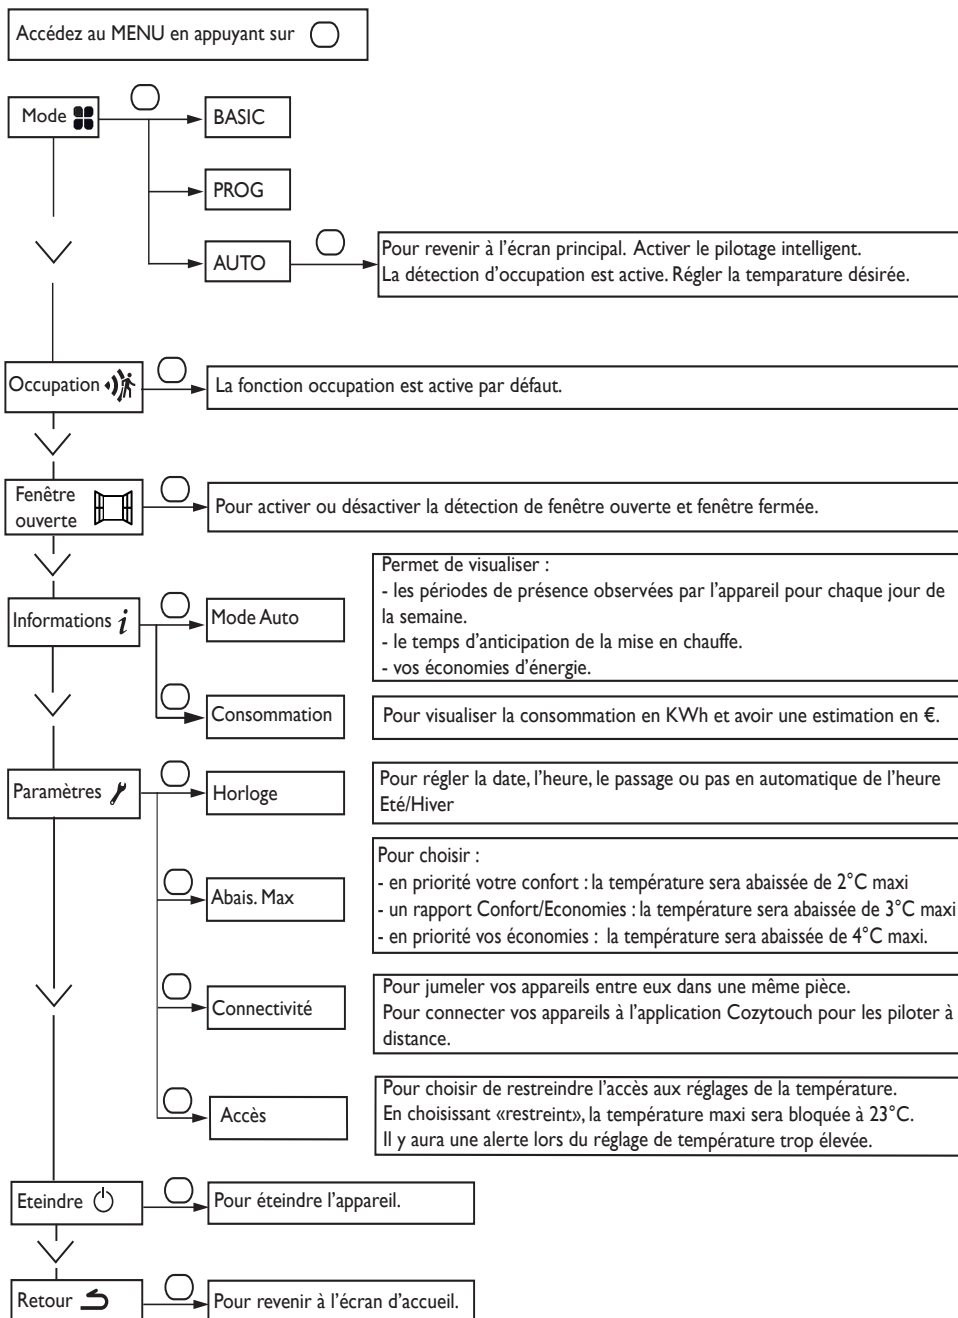 Accédez au MENU en appuyant sur
Mode
BASIC
PROG
AUTO
Pour revenir à l'écran principal. Activer le pilotage intelligent.
La détection d'occupation est active. Régler la temparature désirée.
Occupation
La fonction occupation est active par défaut.
Fenêtre
ouverte
Pour activer ou désactiver la détection de fenêtre ouverte et fenêtre fermée.
Informations i
Mode Auto
Permet de visualiser :
- les périodes de présence observées par l'appareil pour chaque jour de
la semaine.
- le temps d'anticipation de la mise en chauffe.
- vos économies d'énergie.
Consommation
Pour visualiser la consommation en KWh et avoir une estimation en €.
Paramètres
Horloge
Pour régler la date, l'heure, le passage ou pas en automatique de l'heure
Eté/Hiver
Abais. Max
Pour choisir :
- en priorité votre confort : la température sera abaissée de 2°C maxi
- un rapport Confort/Economies : la température sera abaissée de 3°C maxi
- en priorité vos économies : la température sera abaissée de 4°C maxi.
Connectivité
Pour jumeler vos appareils entre eux dans une même pièce.
Pour connecter vos appareils à l'application Cozytouch pour les piloter à
distance.
Accès
Pour choisir de restreindre l'accès aux réglages de la température.
En choisissant «restreint», la température maxi sera bloquée à 23°C.
Il y aura une alerte lors du réglage de température trop élevée.
Eteindre
Pour éteindre l'appareil.
Retour
Pour revenir à l'écran d'accueil.